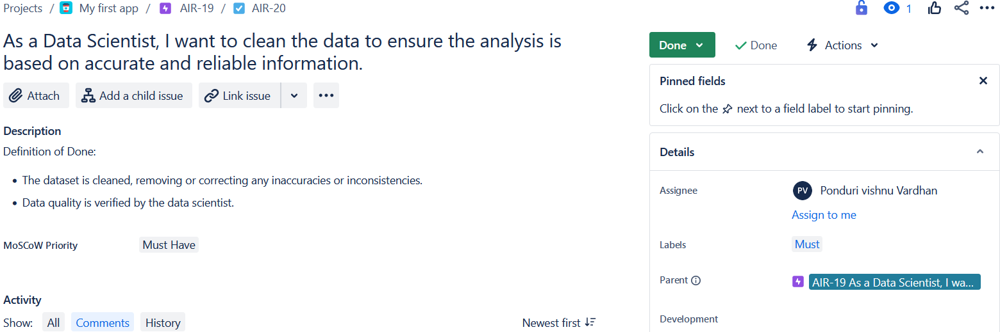 Projects / My first app / AIR-19 / AIR-20
1
As a Data Scientist, I want to clean the data to ensure the analysis is
based on accurate and reliable information.
Attach Add a child issue Link issue
Description
Definition of Done:
• The dataset is cleaned, removing or correcting any inaccuracies or inconsistencies.
• Data quality is verified by the data scientist.
MoSCoW Priority Must Have
Activity
Show: All Comments History Newest first
Done Done Actions
Pinned fields
Click on the next to a field label to start pinning.
Details
Assignee PV Ponduri vishnu Vardhan
Assign to me
Labels Must
Parent AIR-19 As a Data Scientist, I wa...
Development